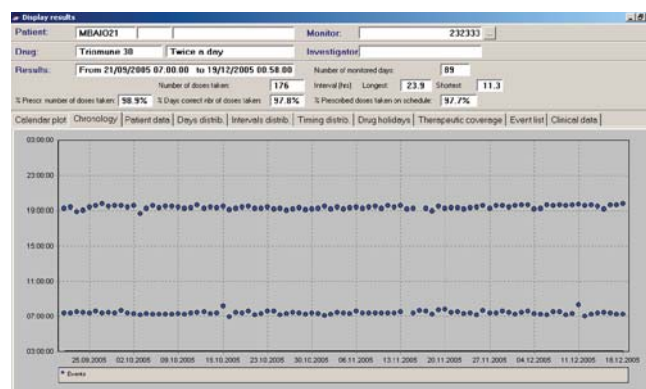 Display results
Patient: MBAIO21 Monitor: 232333 ...
Drug: Triomune 30 Twice a day Investigator:
Results: From 21/09/2005 07.00.00 to 19/12/2005 00.58.00 Number of monitored days: 89
Number of doses taken: 176 Interval (hrs) Longest: 23.9 Shortest: 11.3
% Prescr. number of doses taken: 98.9% % Days correct nbr of doses taken: 97.8% % Prescribed doses taken on schedule: 97.7%
Calendar plot Chronology Patient data Days distrib. Intervals distrib. Timing distrib. Drug holidays Therapeutic coverage Event list Clinical data
03:00:00
23:00:00
19:00:00
15:00:00
11:00:00
07:00:00
03:00:00
25.09.2005 02.10.2005 09.10.2005 15.10.2005 23.10.2005 30.10.2005 06.11.2005 13.11.2005 20.11.2005 27.11.2005 04.12.2005 11.12.2005 18.12.2005
* Events